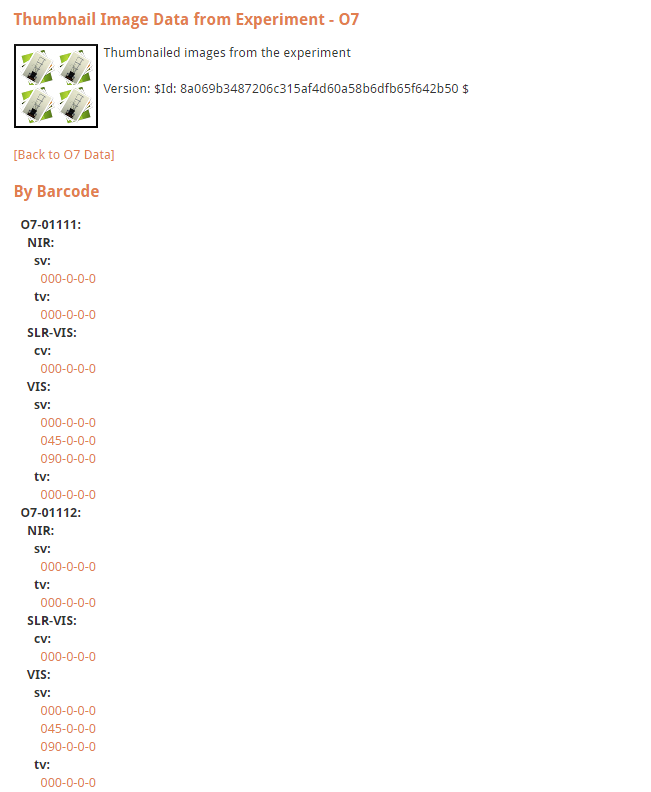 Thumbnail Image Data from Experiment - O7
Thumbnailed images from the experiment
Version: $Id: 8a069b3487206c315af4d60a58b6dfb65f642b50 $
[Back to O7 Data]
By Barcode
O7-01111:
NIR:
sv:
000-0-0-0
tv:
000-0-0-0
SLR-VIS:
cv:
000-0-0-0
VIS:
sv:
000-0-0-0
045-0-0-0
090-0-0-0
tv:
000-0-0-0
O7-01112:
NIR:
sv:
000-0-0-0
tv:
000-0-0-0
SLR-VIS:
cv:
000-0-0-0
VIS:
sv:
000-0-0-0
045-0-0-0
090-0-0-0
tv:
000-0-0-0